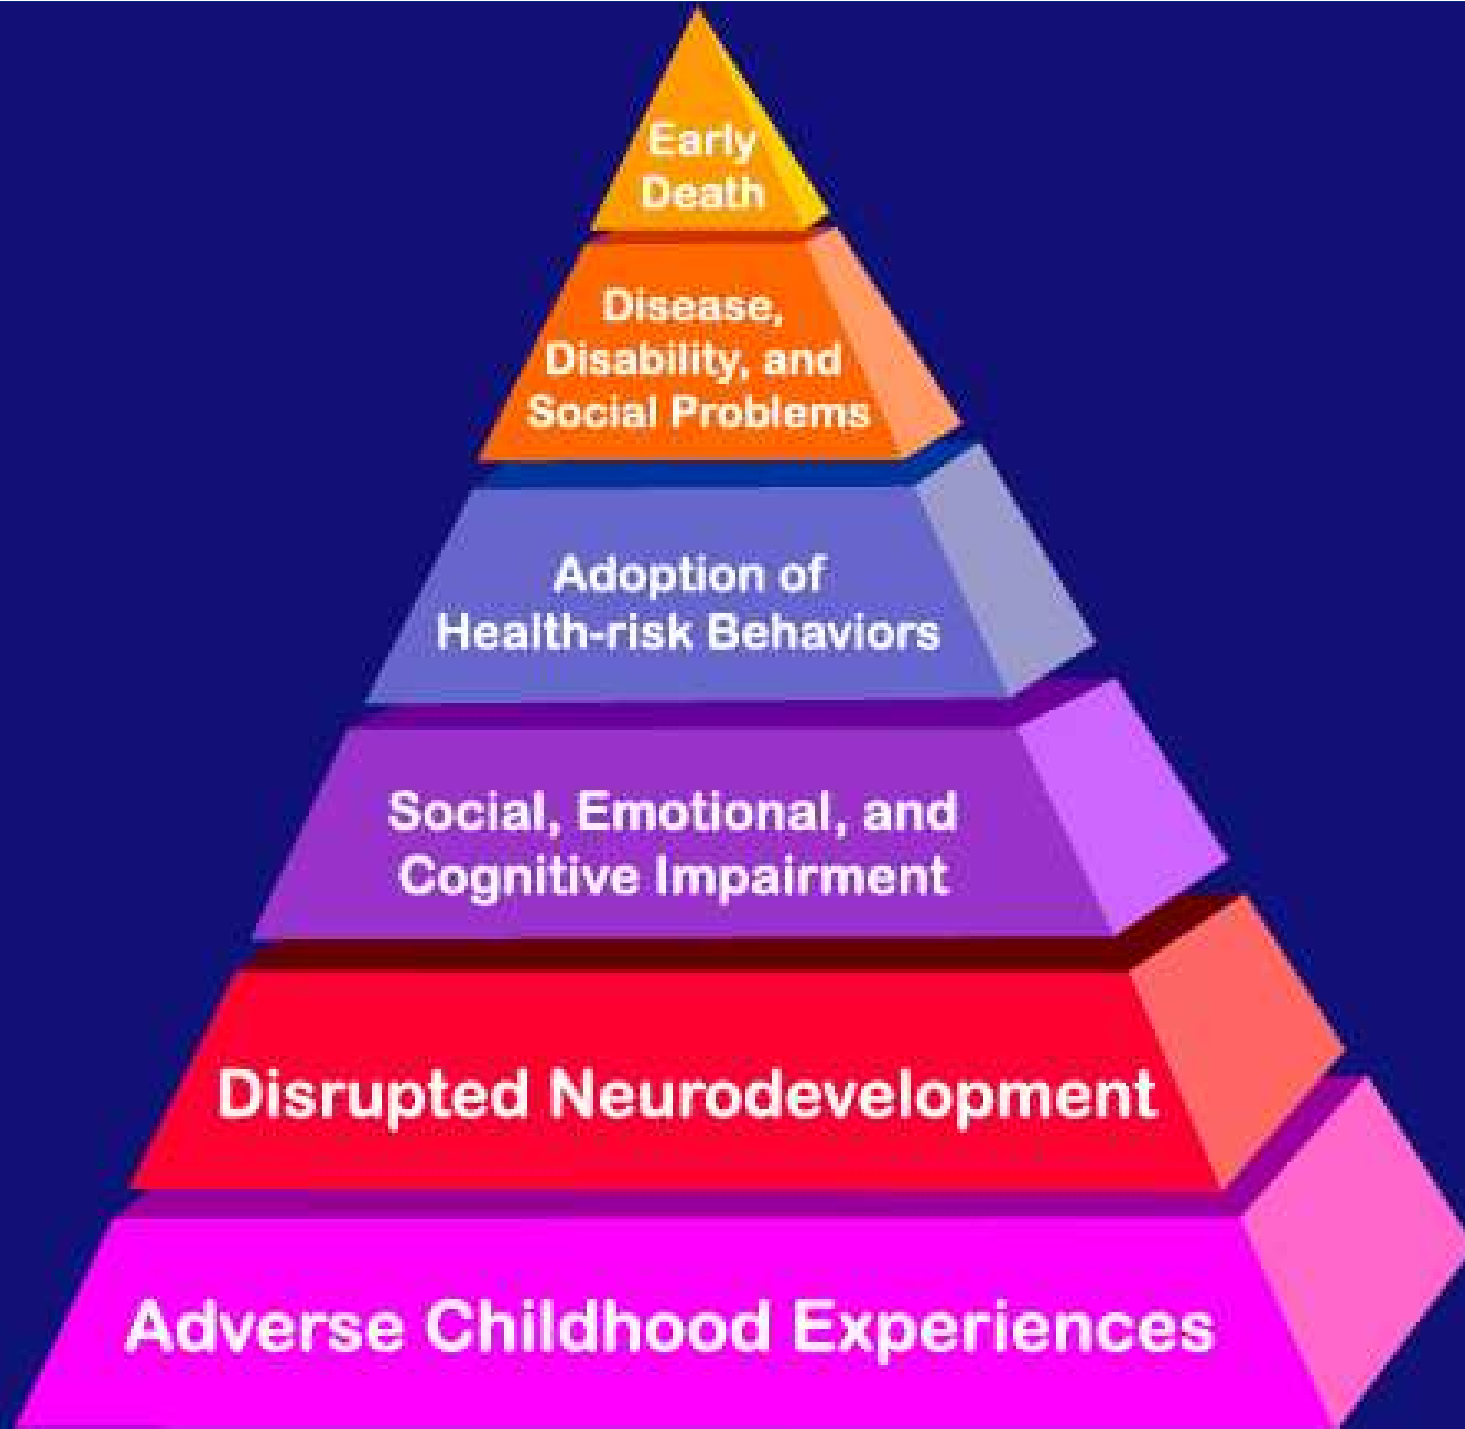 Early
Death
Disease,
Disability, and
Social Problems
Adoption of
Health-risk Behaviors
Social, Emotional, and
Cognitive Impairment
Disrupted Neurodevelopment
Adverse Childhood Experiences